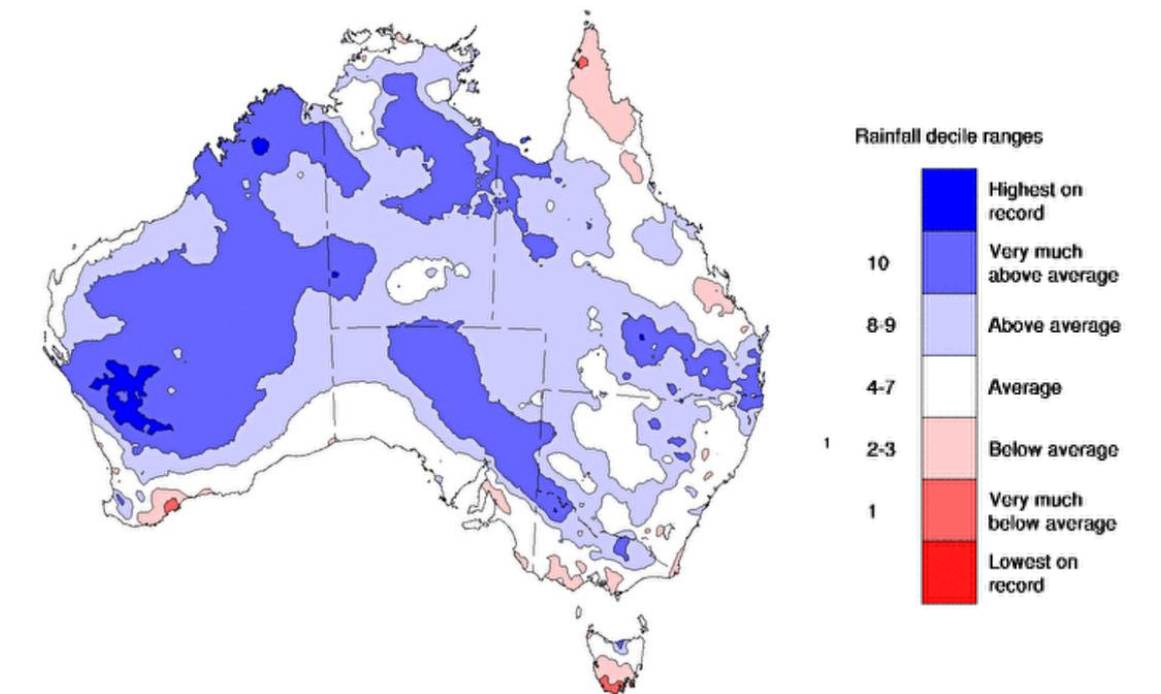 Rainfall decile ranges
Highest on
record
10
Very much
above average
8-9
Above average
4-7
Average
1
2-3
Below average
1
Very much
below average
Lowest on
record